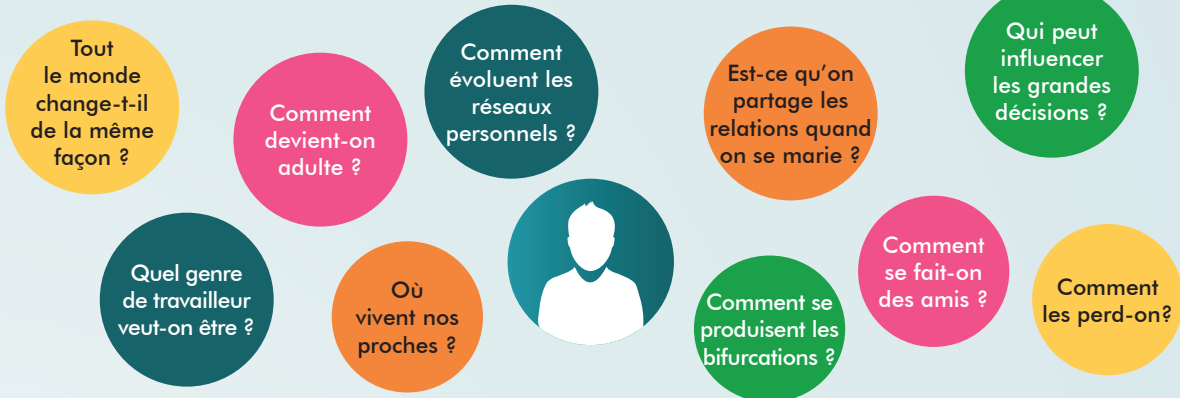 Tout
le monde
change-t-il
de la même
façon ?
Comment
devient-on
adulte ?
Comment
évoluent les
réseaux
personnels ?
Est-ce qu’on
partage les
relations quand
on se marie ?
Qui peut
influencer
les grandes
décisions ?
Quel genre
de travailleur
veut-on être ?
Où
vivent nos
proches ?
Comment se
produisent les
bifurcations ?
Comment
se fait-on
des amis ?
Comment
les perd-on?